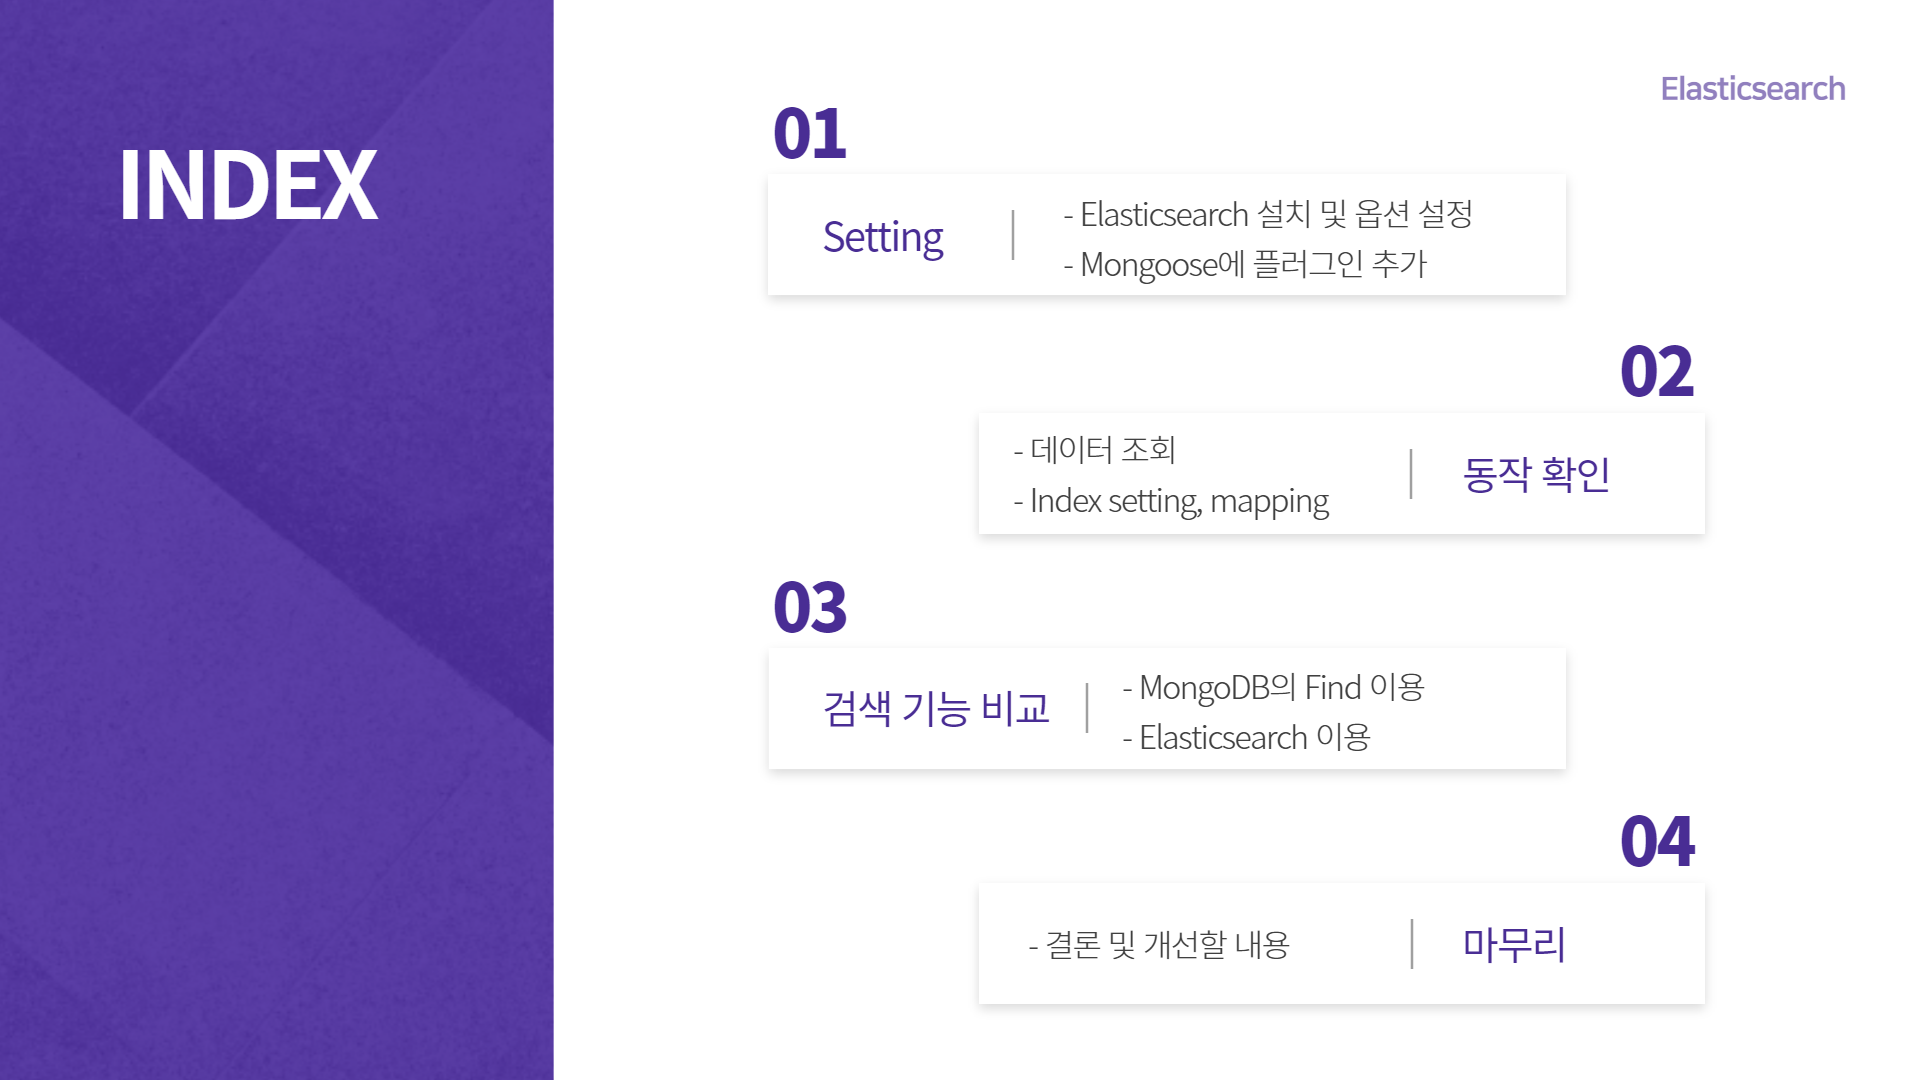 INDEX
Elasticsearch
01
Setting
- Elasticsearch 설치 및 옵션 설정
- Mongoose에 플러그인 추가
02
- 데이터 조회
- Index setting, mapping
동작 확인
03
검색 기능 비교
- MongoDB의 Find 이용
- Elasticsearch 이용
04
- 결론 및 개선할 내용
마무리